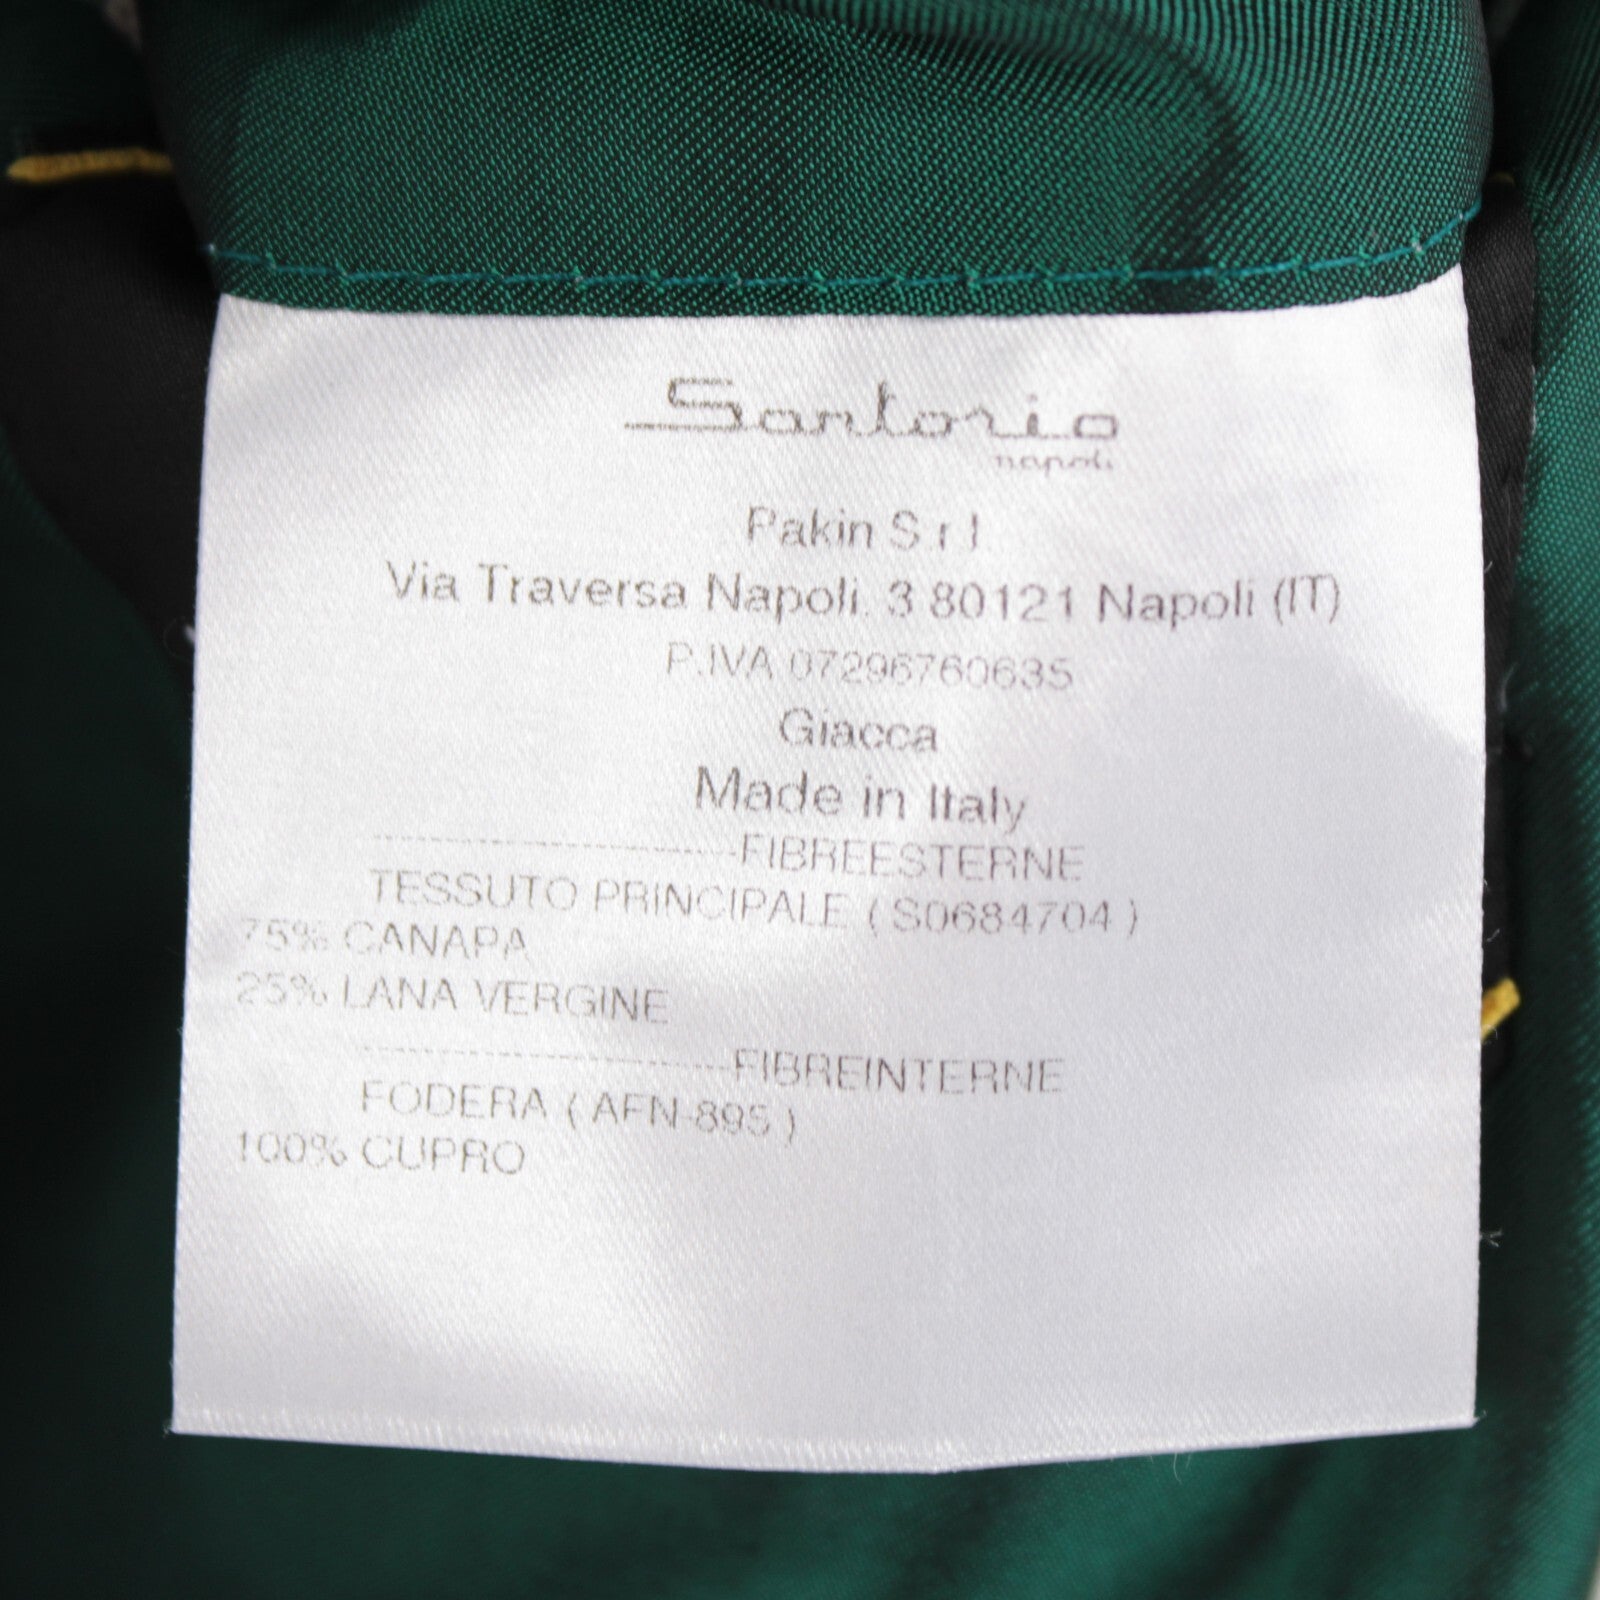 Sartorio
napoli
Pakin S.r.l
Via Traversa Napoli. 3 80121 Napoli (IT)
P.IVA 07296760635
Giacca
Made in Italy
------------------------------FIBREESTERNE
TESSUTO PRINCIPALE ( S0684704 )
75% CANAPA
25% LANA VERGINE
------------------------------FIBREINTERNE
FODERA ( AFN-895 )
100% CUPRO